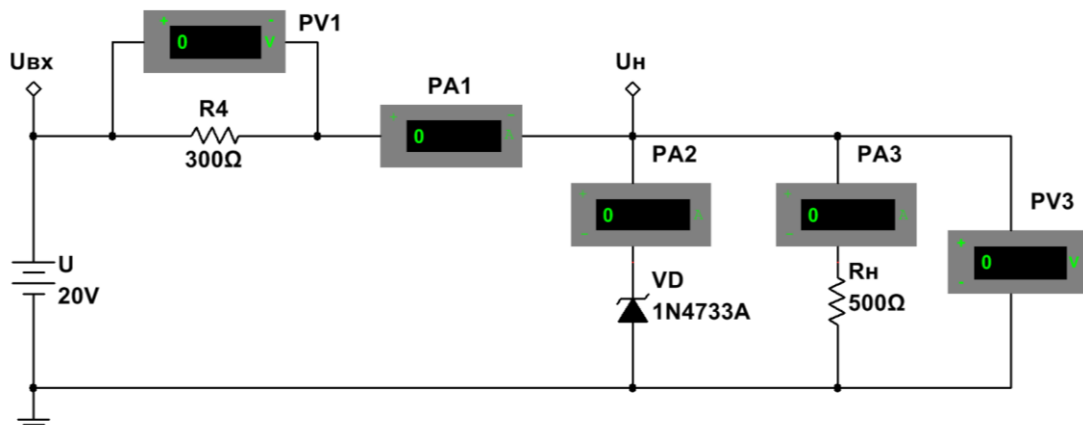 PV1
+ -
0 V
Uвх
Uн
PA1
R4
+ -
0 A
300Ω
PA2
PA3
+
0 A
-
+
0 A
-
PV3
+
0 V
-
U
20V
VD
1N4733A
Rн
500Ω